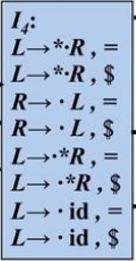 I₄:
L→*·R , =
L→*·R , $
R→ · L , =
R→ · L , $
L→·*R , =
L→ ·*R , $
L→ · id , =
L→ · id , $